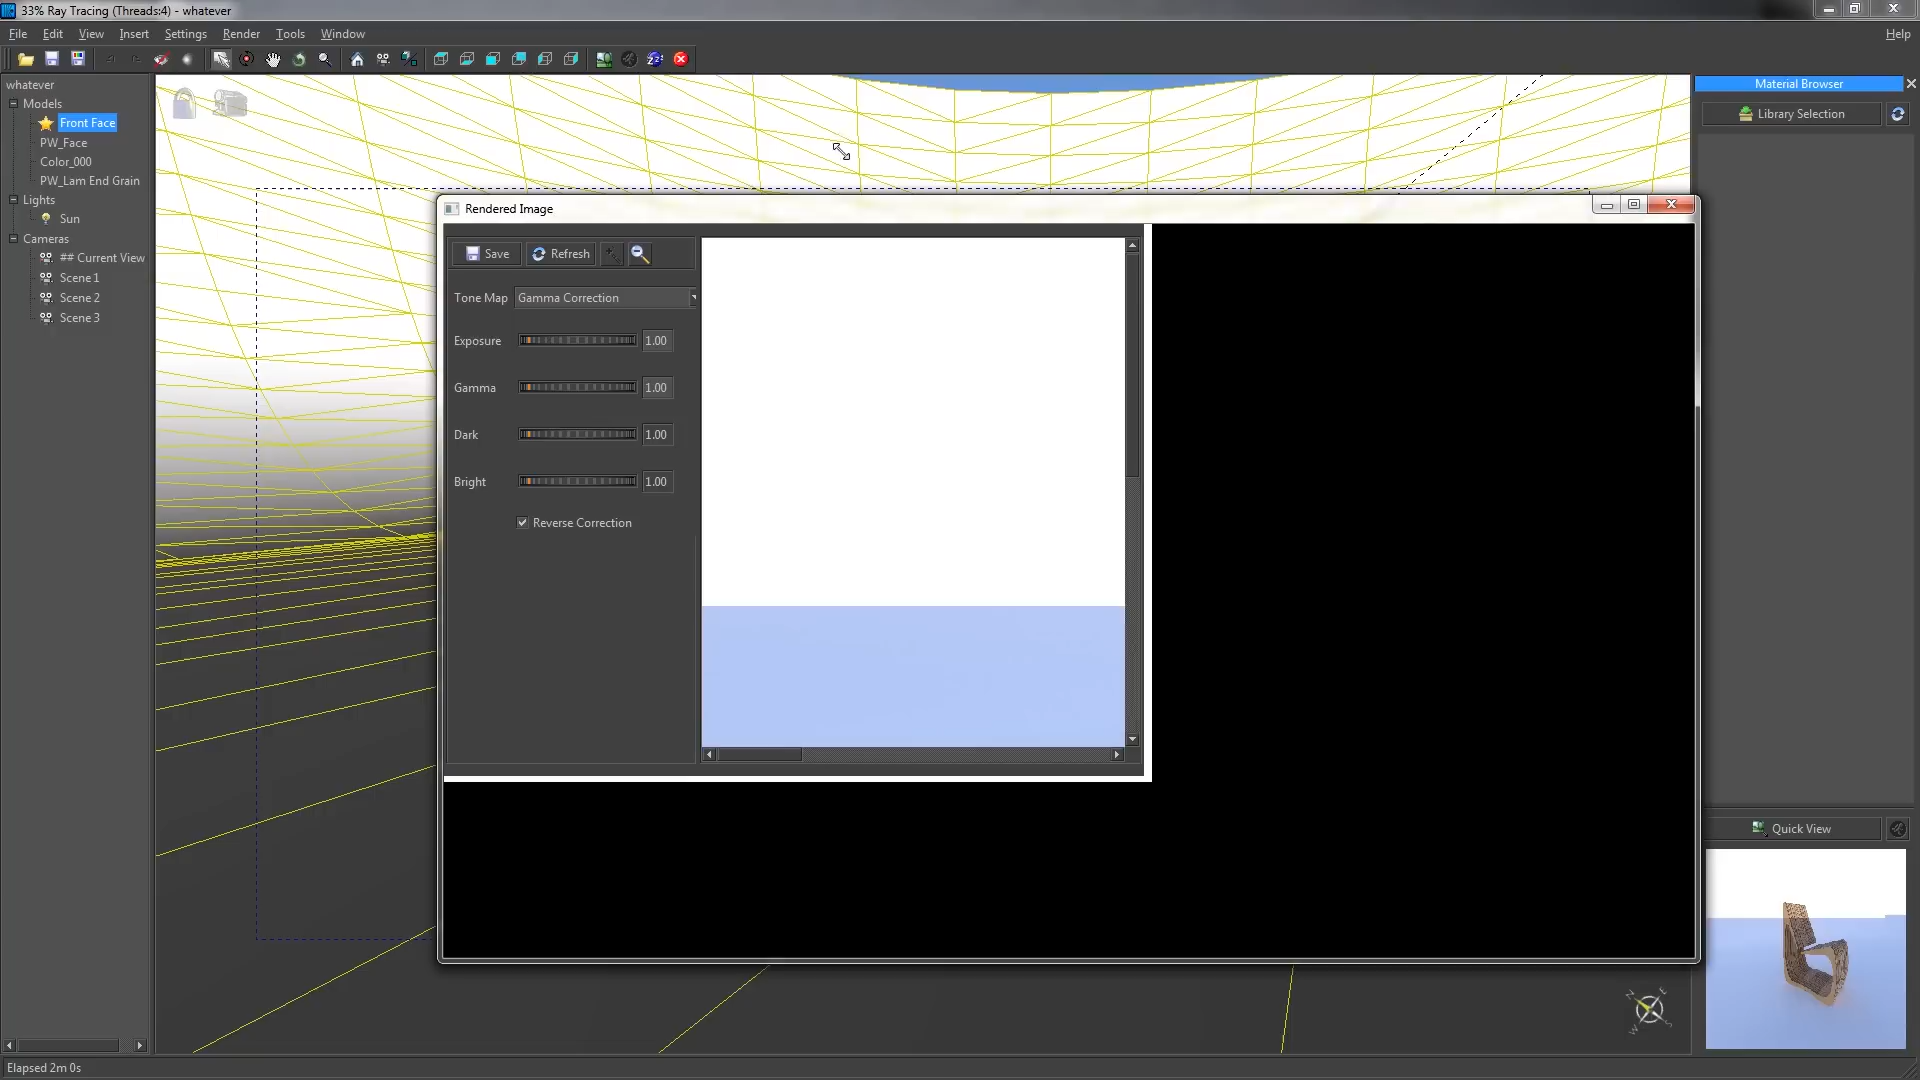 33% Ray Tracing (Threads:4) - whatever
File Edit View Insert Settings Render Tools Window Help
whatever
Models
Front Face
PW_Face
Color_000
PW_Lam End Grain
Lights
Sun
Cameras
## Current View
Scene 1
Scene 2
Scene 3
Rendered Image
Save Refresh
Tone Map Gamma Correction
Exposure 1.00
Gamma 1.00
Dark 1.00
Bright 1.00
Reverse Correction
Material Browser
Library Selection
Quick View
N E
W S
Elapsed 2m 0s